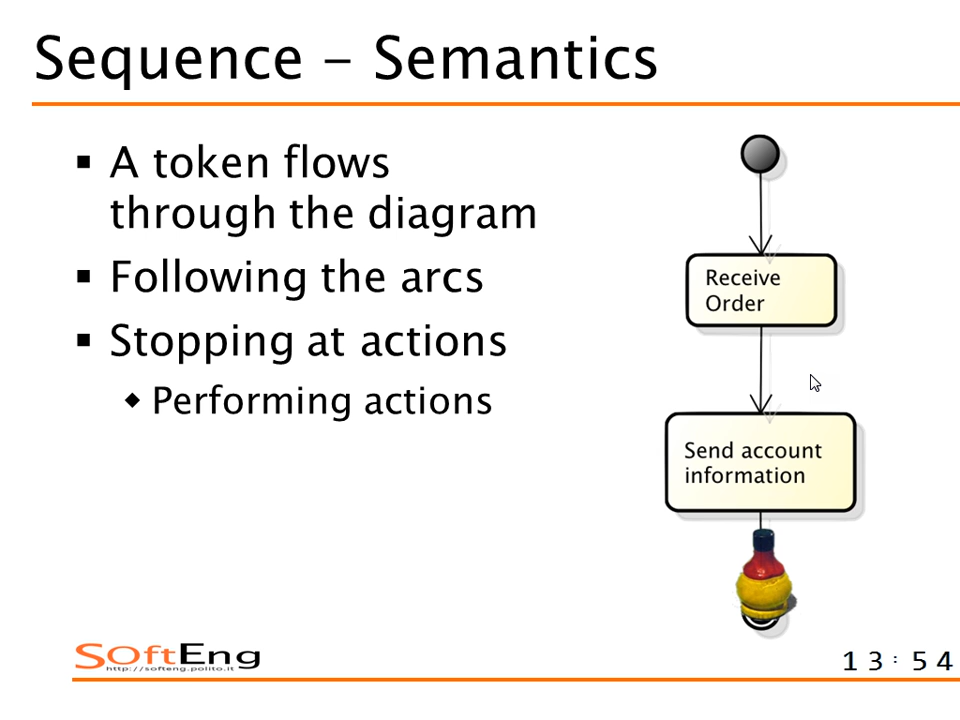 Sequence - Semantics
A token flows
through the diagram
Following the arcs
Stopping at actions
Performing actions
Receive
Order
Send account
information
SOftEng
http://softeng.polito.it
13:54